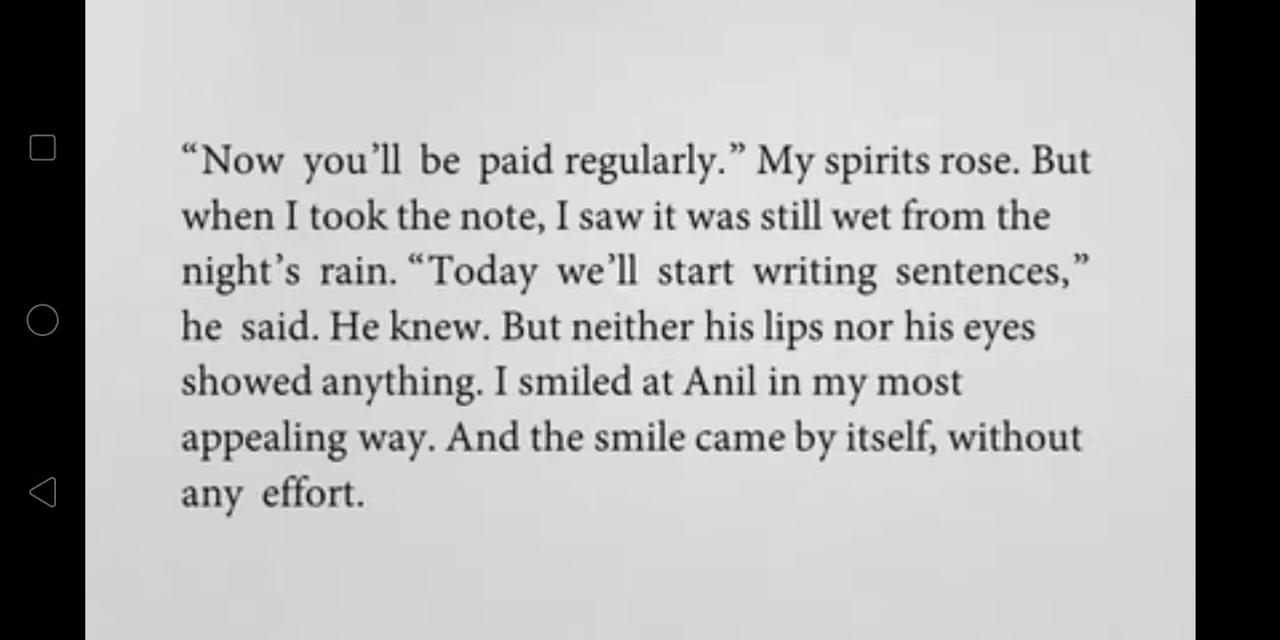 “Now you’ll be paid regularly.” My spirits rose. But
when I took the note, I saw it was still wet from the
night’s rain. “Today we’ll start writing sentences,”
he said. He knew. But neither his lips nor his eyes
showed anything. I smiled at Anil in my most
appealing way. And the smile came by itself, without
any effort.